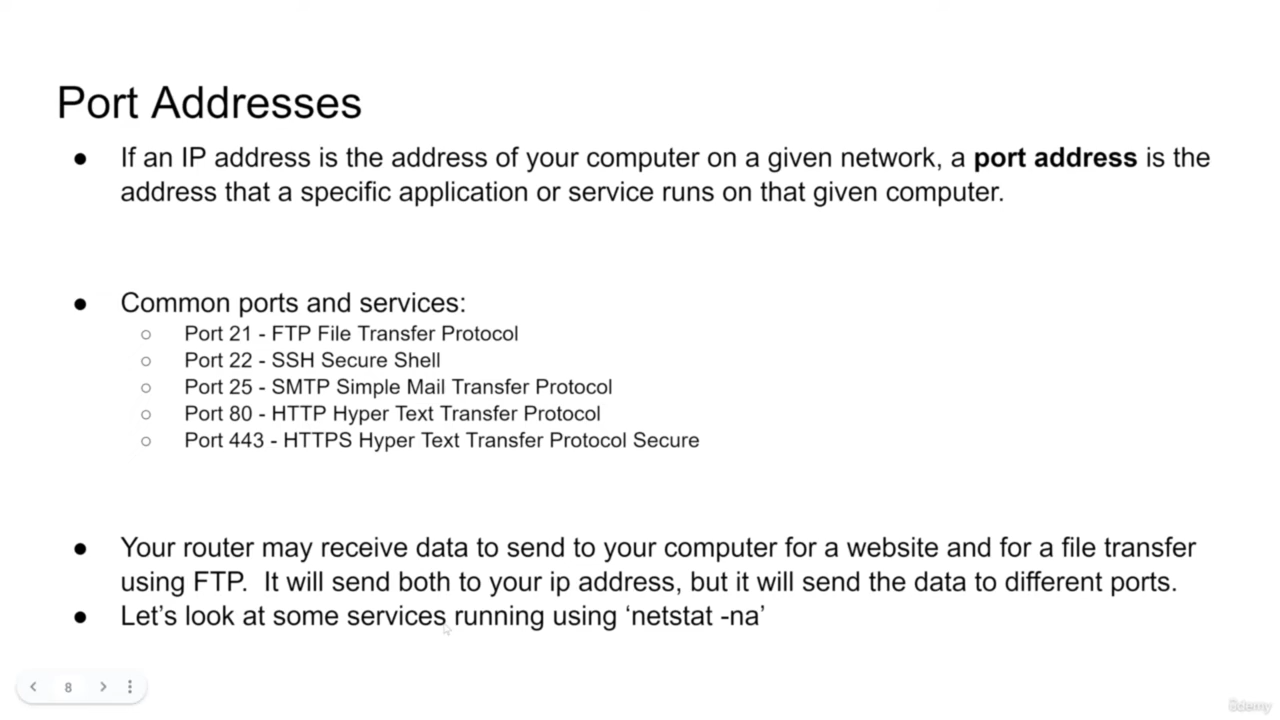 Port Addresses
● If an IP address is the address of your computer on a given network, a port address is the
address that a specific application or service runs on that given computer.
● Common ports and services:
○ Port 21 - FTP File Transfer Protocol
○ Port 22 - SSH Secure Shell
○ Port 25 - SMTP Simple Mail Transfer Protocol
○ Port 80 - HTTP Hyper Text Transfer Protocol
○ Port 443 - HTTPS Hyper Text Transfer Protocol Secure
● Your router may receive data to send to your computer for a website and for a file transfer
using FTP.  It will send both to your ip address, but it will send the data to different ports.
● Let’s look at some services running using ‘netstat -na’
8
ûdemy